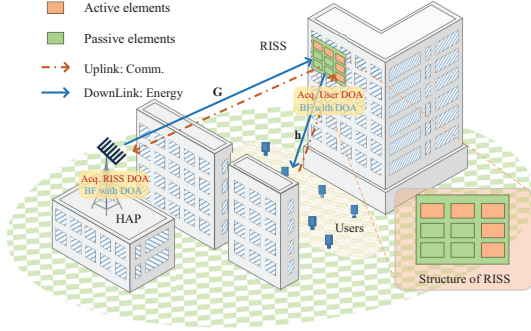 Active elements
Passive elements
Uplink: Comm.
DownLink: Energy
RISS
G
Acq. User DOA
BF with DOA
h
Acq. RISS DOA
BF with DOA
HAP
Users
Structure of RISS